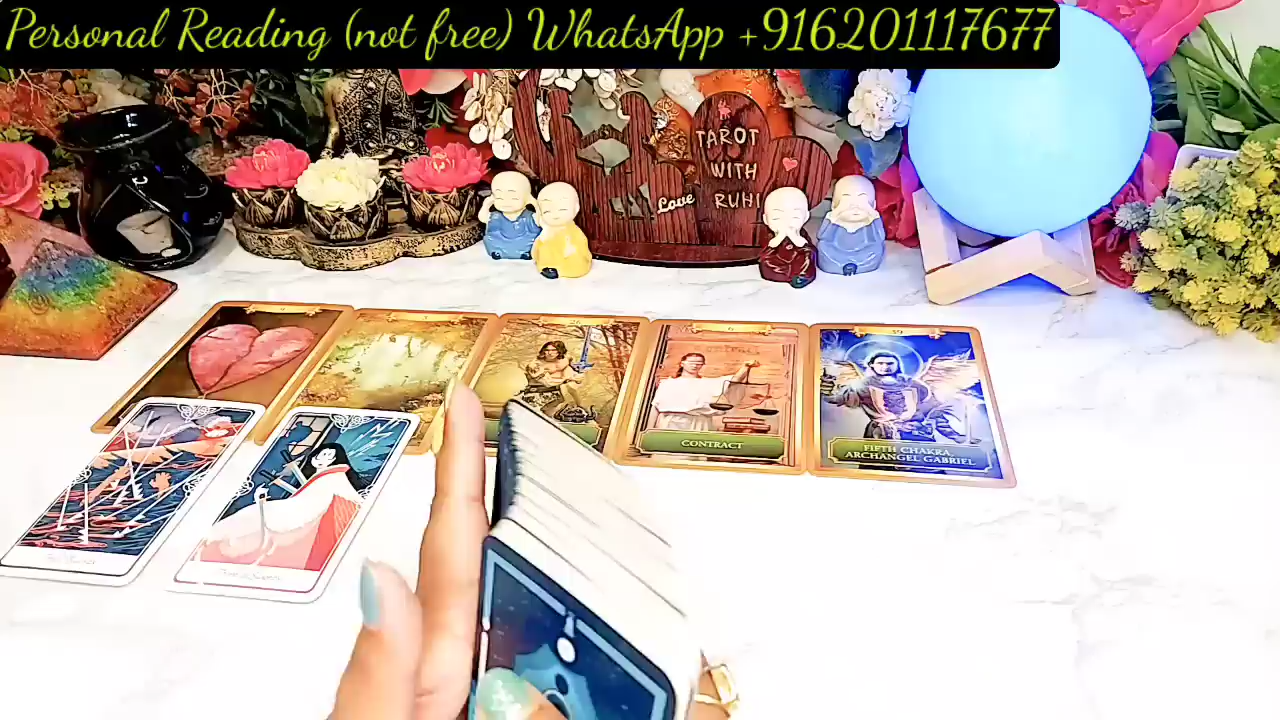 Personal Reading (not free) WhatsApp +916201117677
TAROT
WITH
RUHI
Love
CONTRACT
FIFTH CHAKRA,
ARCHANGEL GABRIEL